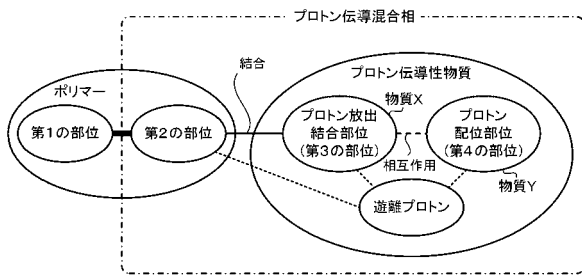 プロトン伝導混合相
結合
ポリマー
プロトン伝導性物質
第1の部位
第2の部位
プロトン放出
結合部位
(第3の部位)
物質X
プロトン
配位部位
(第4の部位)
相互作用
物質Y
遊離プロトン